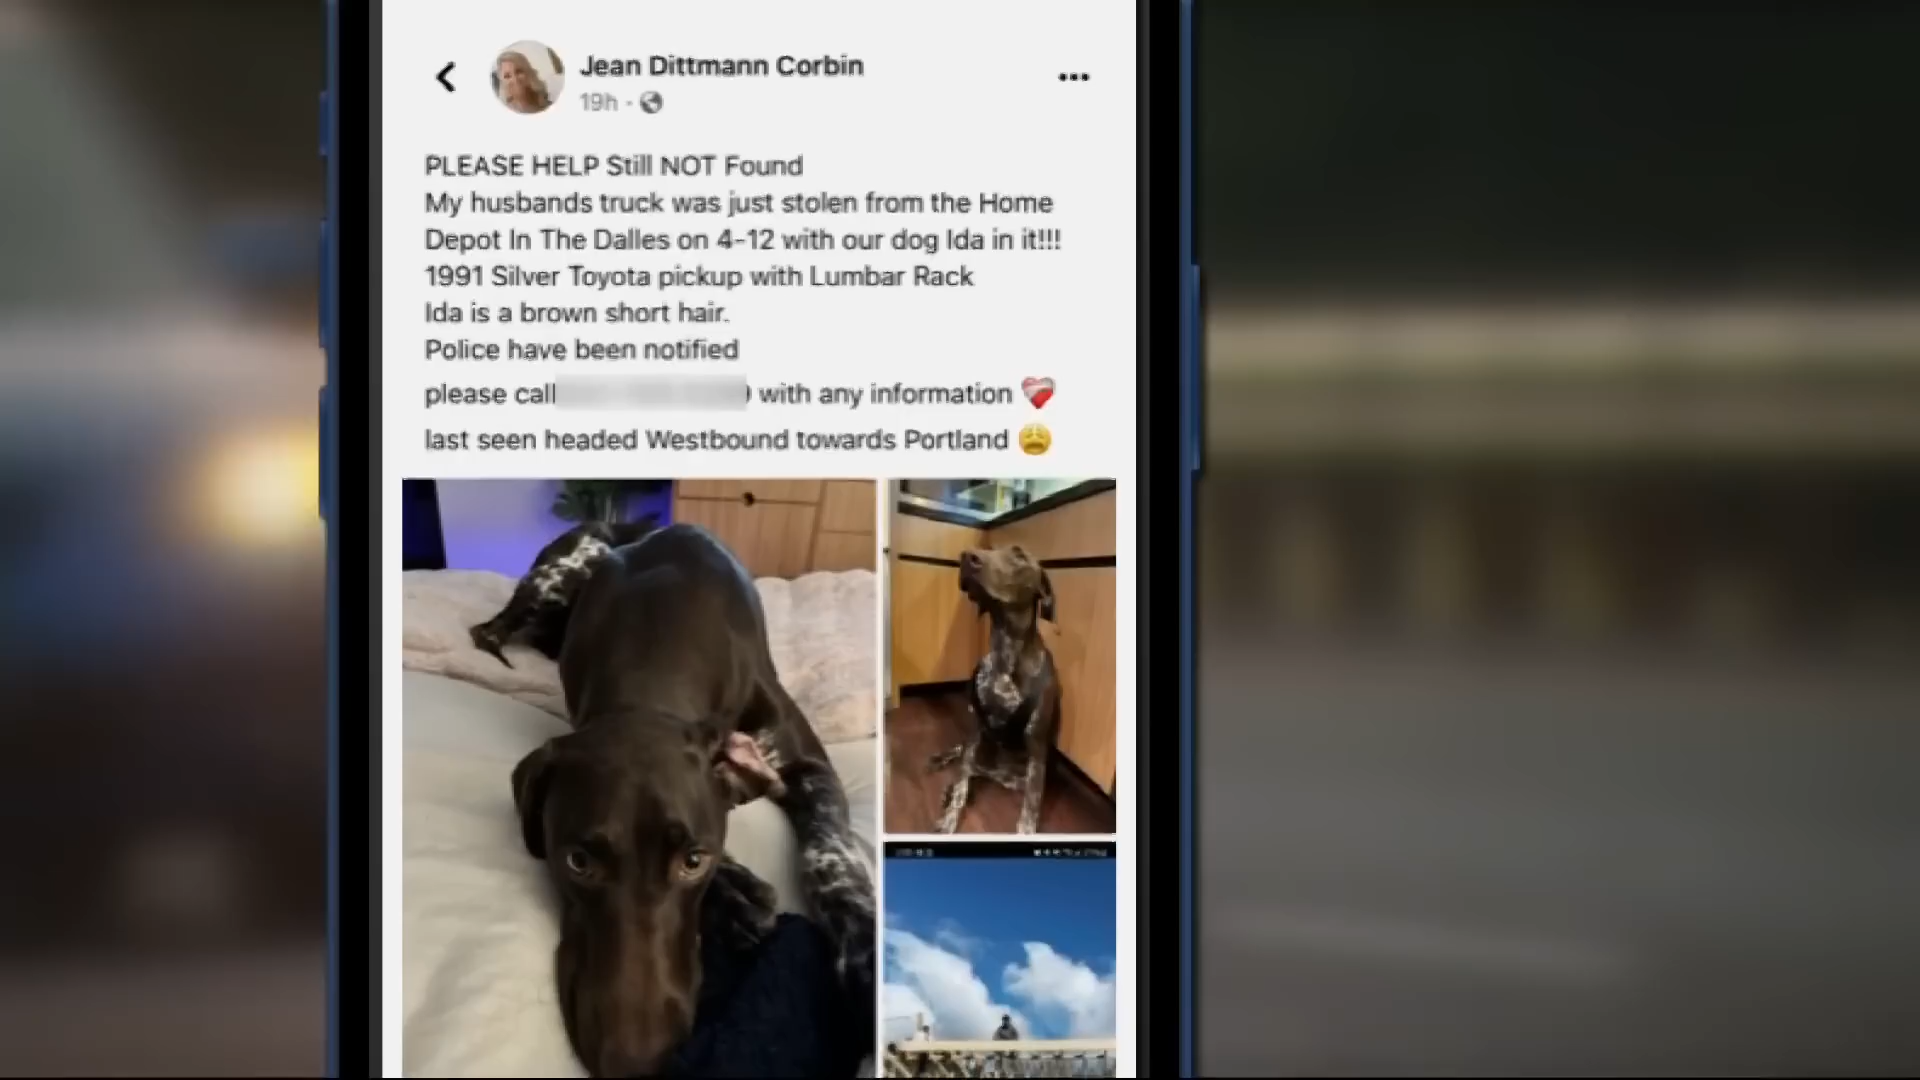 Jean Dittmann Corbin
19h ·
PLEASE HELP Still NOT Found
My husbands truck was just stolen from the Home
Depot In The Dalles on 4-12 with our dog Ida in it!!!
1991 Silver Toyota pickup with Lumbar Rack
Ida is a brown short hair.
Police have been notified
please call with any information
last seen headed Westbound towards Portland